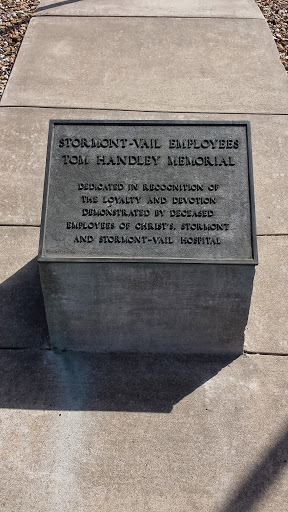 STORMONT-VAIL EMPLOYEES
TOM HANDLEY MEMORIAL
DEDICATED IN RECOGNITION OF
THE LOYALTY AND DEVOTION
DEMONSTRATED BY DECEASED
EMPLOYEES OF CHRIST'S, STORMONT
AND STORMONT-VAIL HOSPITAL